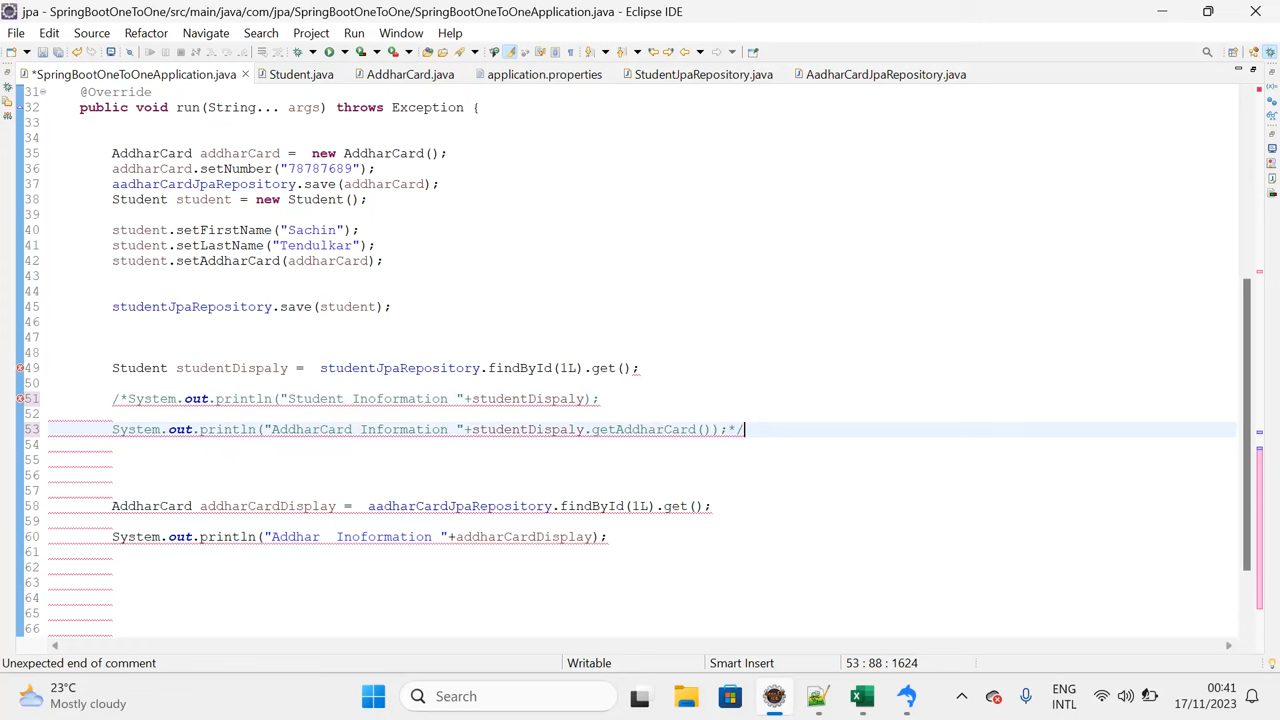 jpa - SpringBootOneToOne/src/main/java/com/jpa/SpringBootOneToOne/SpringBootOneToOneApplication.java - Eclipse IDE
File Edit Source Refactor Navigate Search Project Run Window Help
*SpringBootOneToOneApplication.java Student.java AddharCard.java application.properties StudentJpaRepository.java AadharCardJpaRepository.java
31 @Override
32 public void run(String... args) throws Exception {
33
34
35 AddharCard addharCard =  new AddharCard();
36 addharCard.setNumber("78787689");
37 aadharCardJpaRepository.save(addharCard);
38 Student student = new Student();
39
40 student.setFirstName("Sachin");
41 student.setLastName("Tendulkar");
42 student.setAddharCard(addharCard);
43
44
45 studentJpaRepository.save(student);
46
47
48
49 Student studentDispaly =  studentJpaRepository.findById(1L).get();
50
51 /*System.out.println("Student Inoformation "+studentDispaly);
52
53 System.out.println("AddharCard Information "+studentDispaly.getAddharCard());*/
54
55
56
57
58 AddharCard addharCardDisplay =  aadharCardJpaRepository.findById(1L).get();
59
60 System.out.println("Addhar  Inoformation "+addharCardDisplay);
61
62
63
64
65
66
Unexpected end of comment Writable Smart Insert 53 : 88 : 1624
23°C
Mostly cloudy
Search
ENG
INTL
00:41
17/11/2023